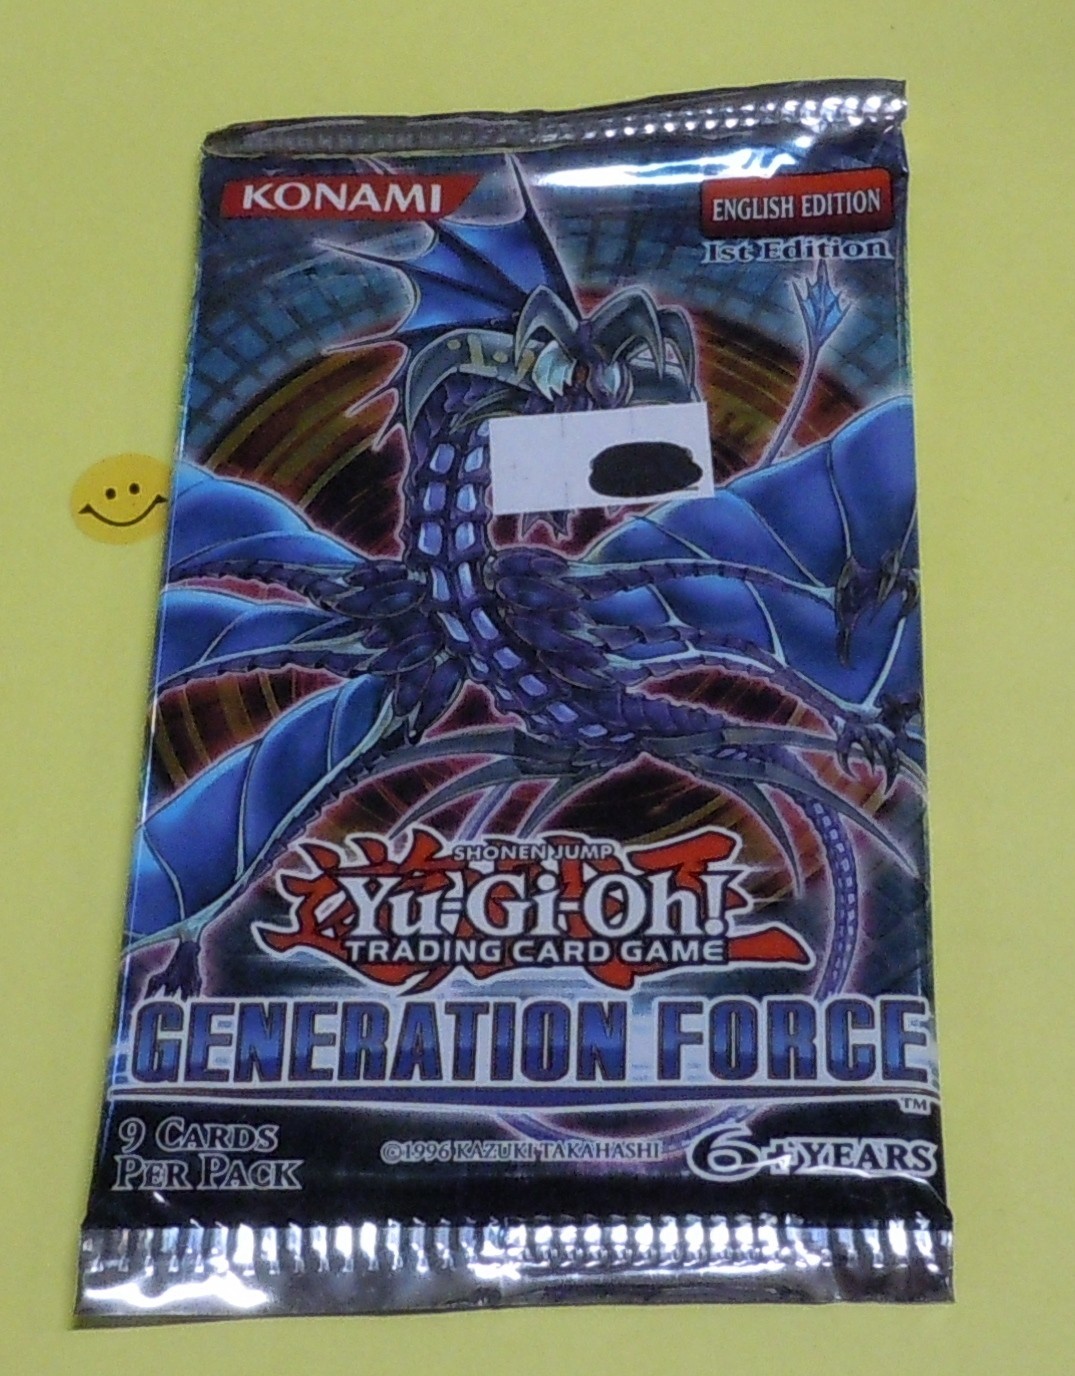 KONAMI
ENGLISH EDITION
1st Edition
SHONEN JUMP
Yu-Gi-Oh!
TRADING CARD GAME
GENERATION FORCE
TM
9 CARDS
PER PACK
©1996 KAZUKI TAKAHASHI
6+YEARS